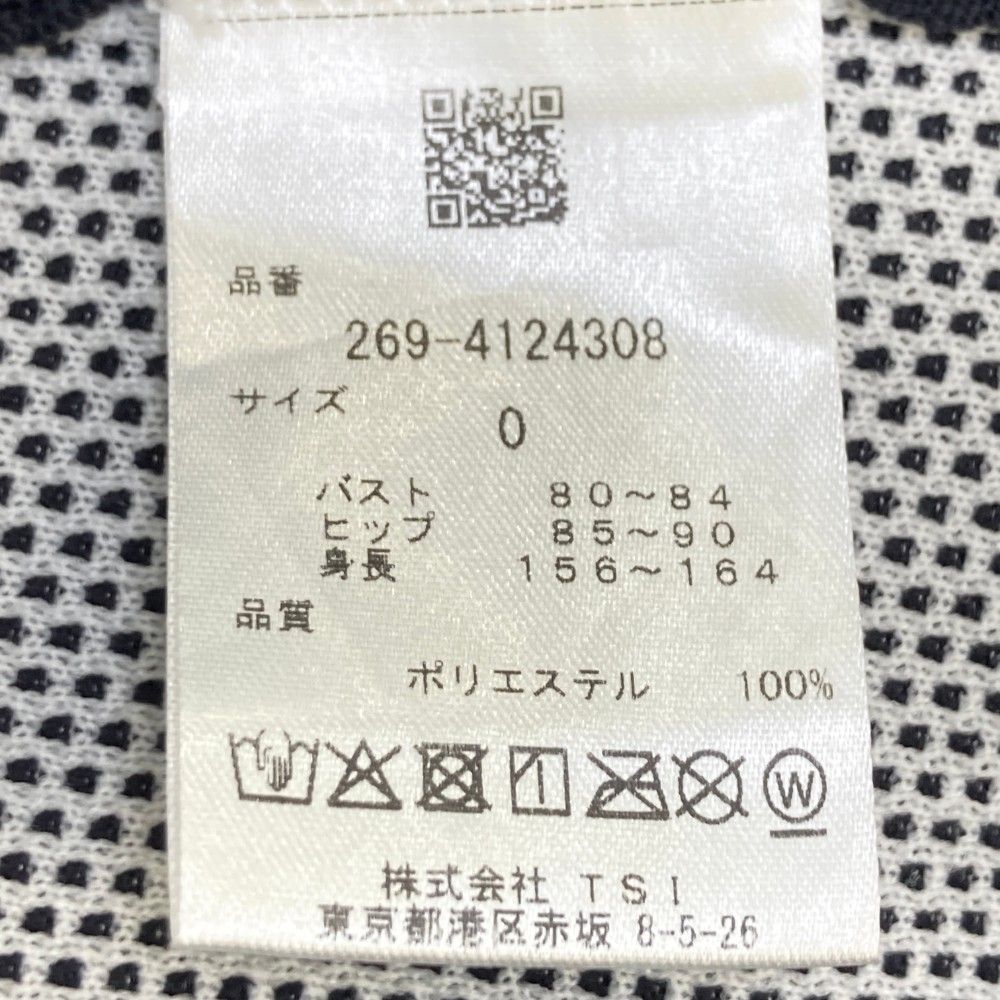 品番
269-4124308
サイズ
0
バスト 80～84
ヒップ 85～90
身長 156～164
品質
ポリエステル 100%
W
株式会社 TSI
東京都港区赤坂 8-5-26